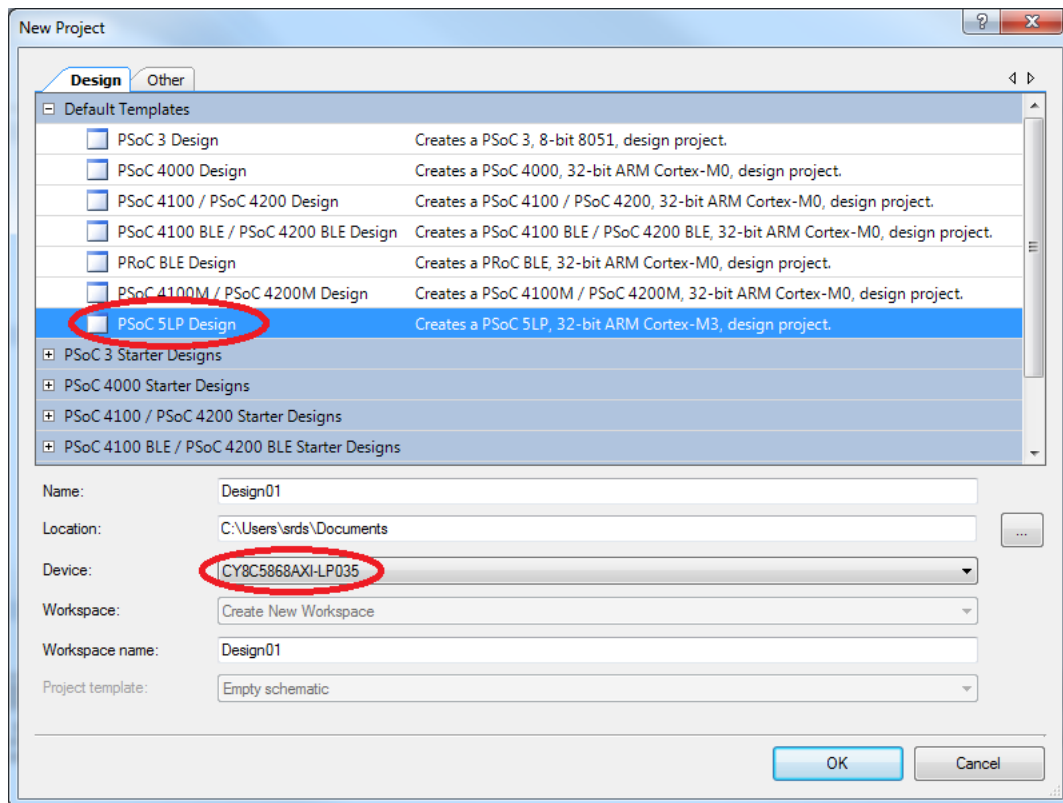 New Project
Design Other
Default Templates
PSoC 3 Design Creates a PSoC 3, 8-bit 8051, design project.
PSoC 4000 Design Creates a PSoC 4000, 32-bit ARM Cortex-M0, design project.
PSoC 4100 / PSoC 4200 Design Creates a PSoC 4100 / PSoC 4200, 32-bit ARM Cortex-M0, design project.
PSoC 4100 BLE / PSoC 4200 BLE Design Creates a PSoC 4100 BLE / PSoC 4200 BLE, 32-bit ARM Cortex-M0, design project.
PRoC BLE Design Creates a PRoC BLE, 32-bit ARM Cortex-M0, design project.
PSoC 4100M / PSoC 4200M Design Creates a PSoC 4100M / PSoC 4200M, 32-bit ARM Cortex-M0, design project.
PSoC 5LP Design Creates a PSoC 5LP, 32-bit ARM Cortex-M3, design project.
PSoC 3 Starter Designs
PSoC 4000 Starter Designs
PSoC 4100 / PSoC 4200 Starter Designs
PSoC 4100 BLE / PSoC 4200 BLE Starter Designs
Name: Design01
Location: C:\Users\srds\Documents ...
Device: CY8C5868AXI-LP035
Workspace: Create New Workspace
Workspace name: Design01
Project template: Empty schematic
OK Cancel